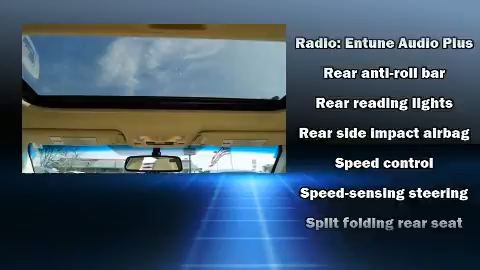 Radio: Entune Audio Plus
Rear anti-roll bar
Rear reading lights
Rear side impact airbag
Speed control
Speed-sensing steering
Split folding rear seat